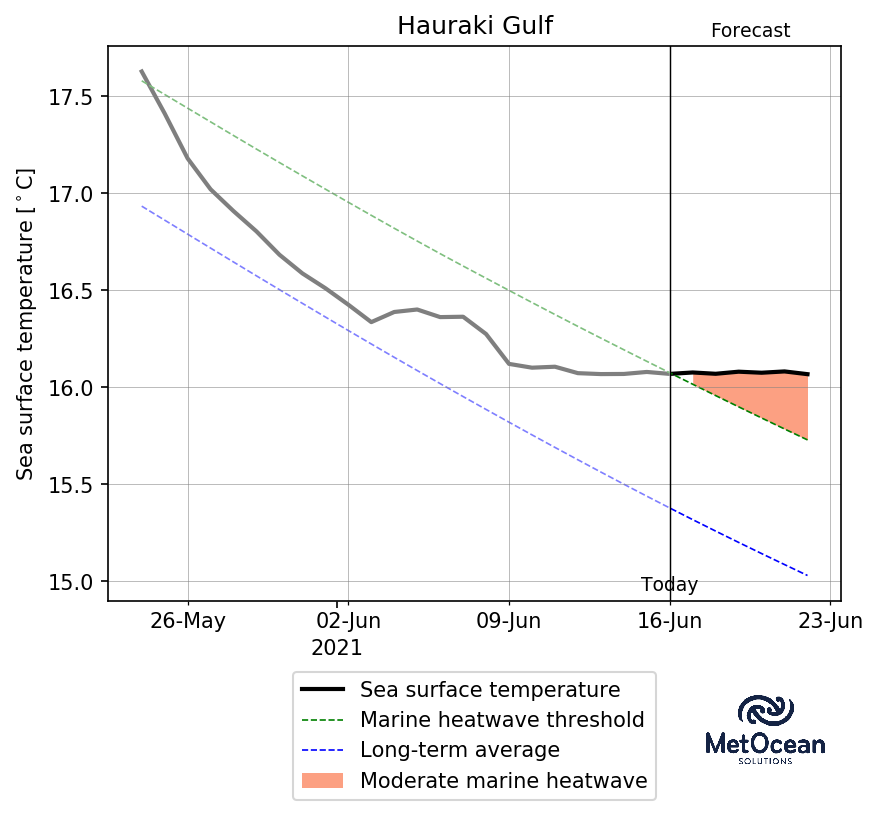 Hauraki Gulf
Forecast
Sea surface temperature [°C]
17.5
17.0
16.5
16.0
15.5
15.0
Today
26-May
02-Jun
09-Jun
16-Jun
23-Jun
2021
Sea surface temperature
Marine heatwave threshold
Long-term average
Moderate marine heatwave
MetOcean
SOLUTIONS